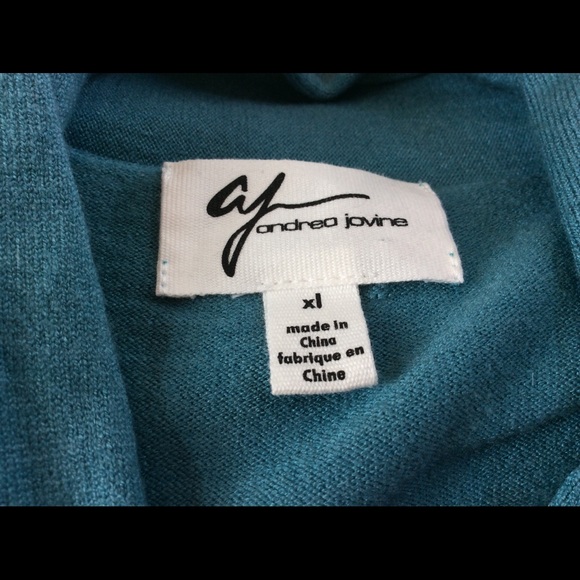 aj
andrea jovine
xl
made in
China
fabrique en
Chine